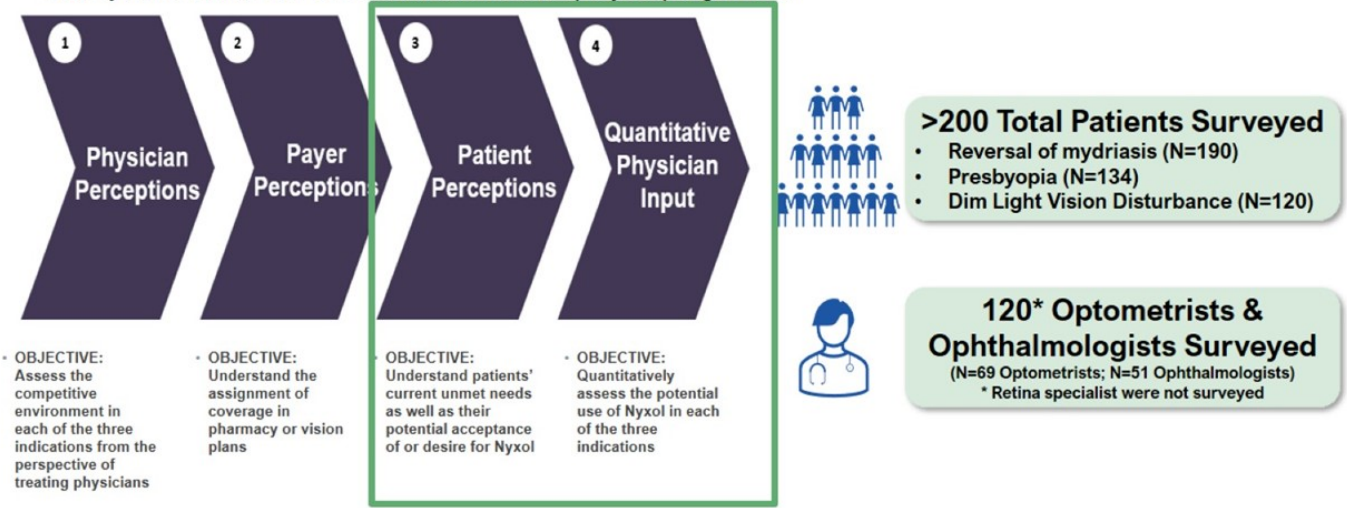 1
Physician
Perceptions
2
Payer
Perceptions
3
Patient
Perceptions
4
Quantitative
Physician
Input
• OBJECTIVE:
Assess the
competitive
environment in
each of the three
indications from the
perspective of
treating physicians
• OBJECTIVE:
Understand the
assignment of
coverage in
pharmacy or vision
plans
• OBJECTIVE:
Understand patients'
current unmet needs
as well as their
potential acceptance
of or desire for Nyxol
• OBJECTIVE:
Quantitatively
assess the potential
use of Nyxol in each
of the three
indications
>200 Total Patients Surveyed
• Reversal of mydriasis (N=190)
• Presbyopia (N=134)
• Dim Light Vision Disturbance (N=120)
120* Optometrists &
Ophthalmologists Surveyed
(N=69 Optometrists; N=51 Ophthalmologists)
* Retina specialist were not surveyed